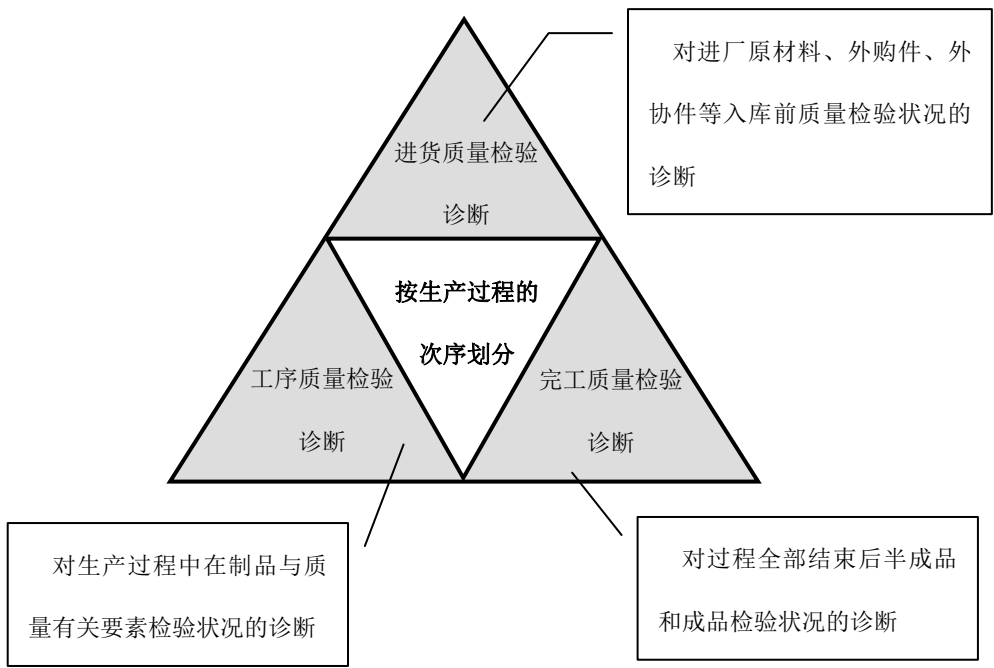 对进厂原材料、外购件、外
协件等入库前质量检验状况的
诊断
进货质量检验
诊断
按生产过程的
次序划分
工序质量检验
诊断
完工质量检验
诊断
对生产过程中在制品与质
量有关要素检验状况的诊断
对过程全部结束后半成品
和成品检验状况的诊断